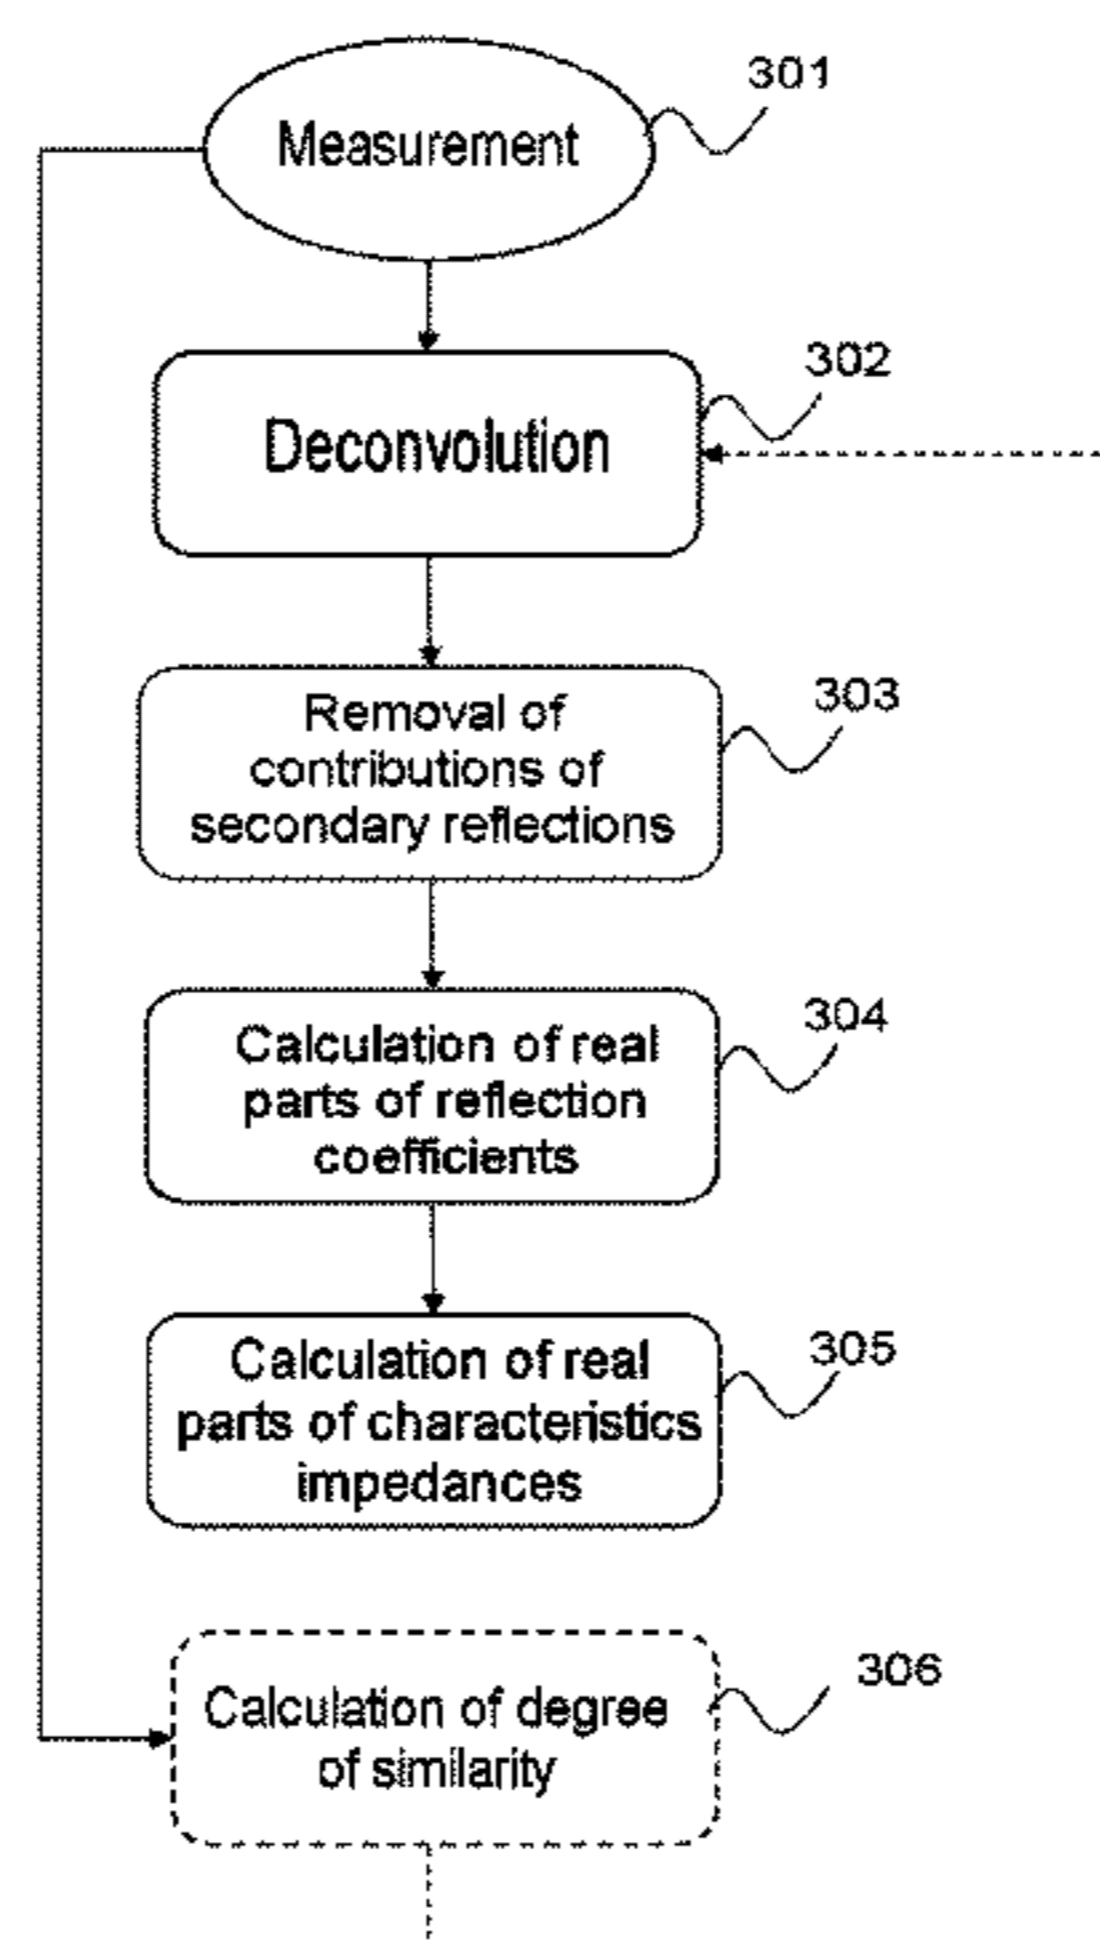 301
Measurement
302
Deconvolution
303
Removal of
contributions of
secondary reflections
304
Calculation of real
parts of reflection
coefficients
305
Calculation of real
parts of characteristics
impedances
306
Calculation of degree
of similarity